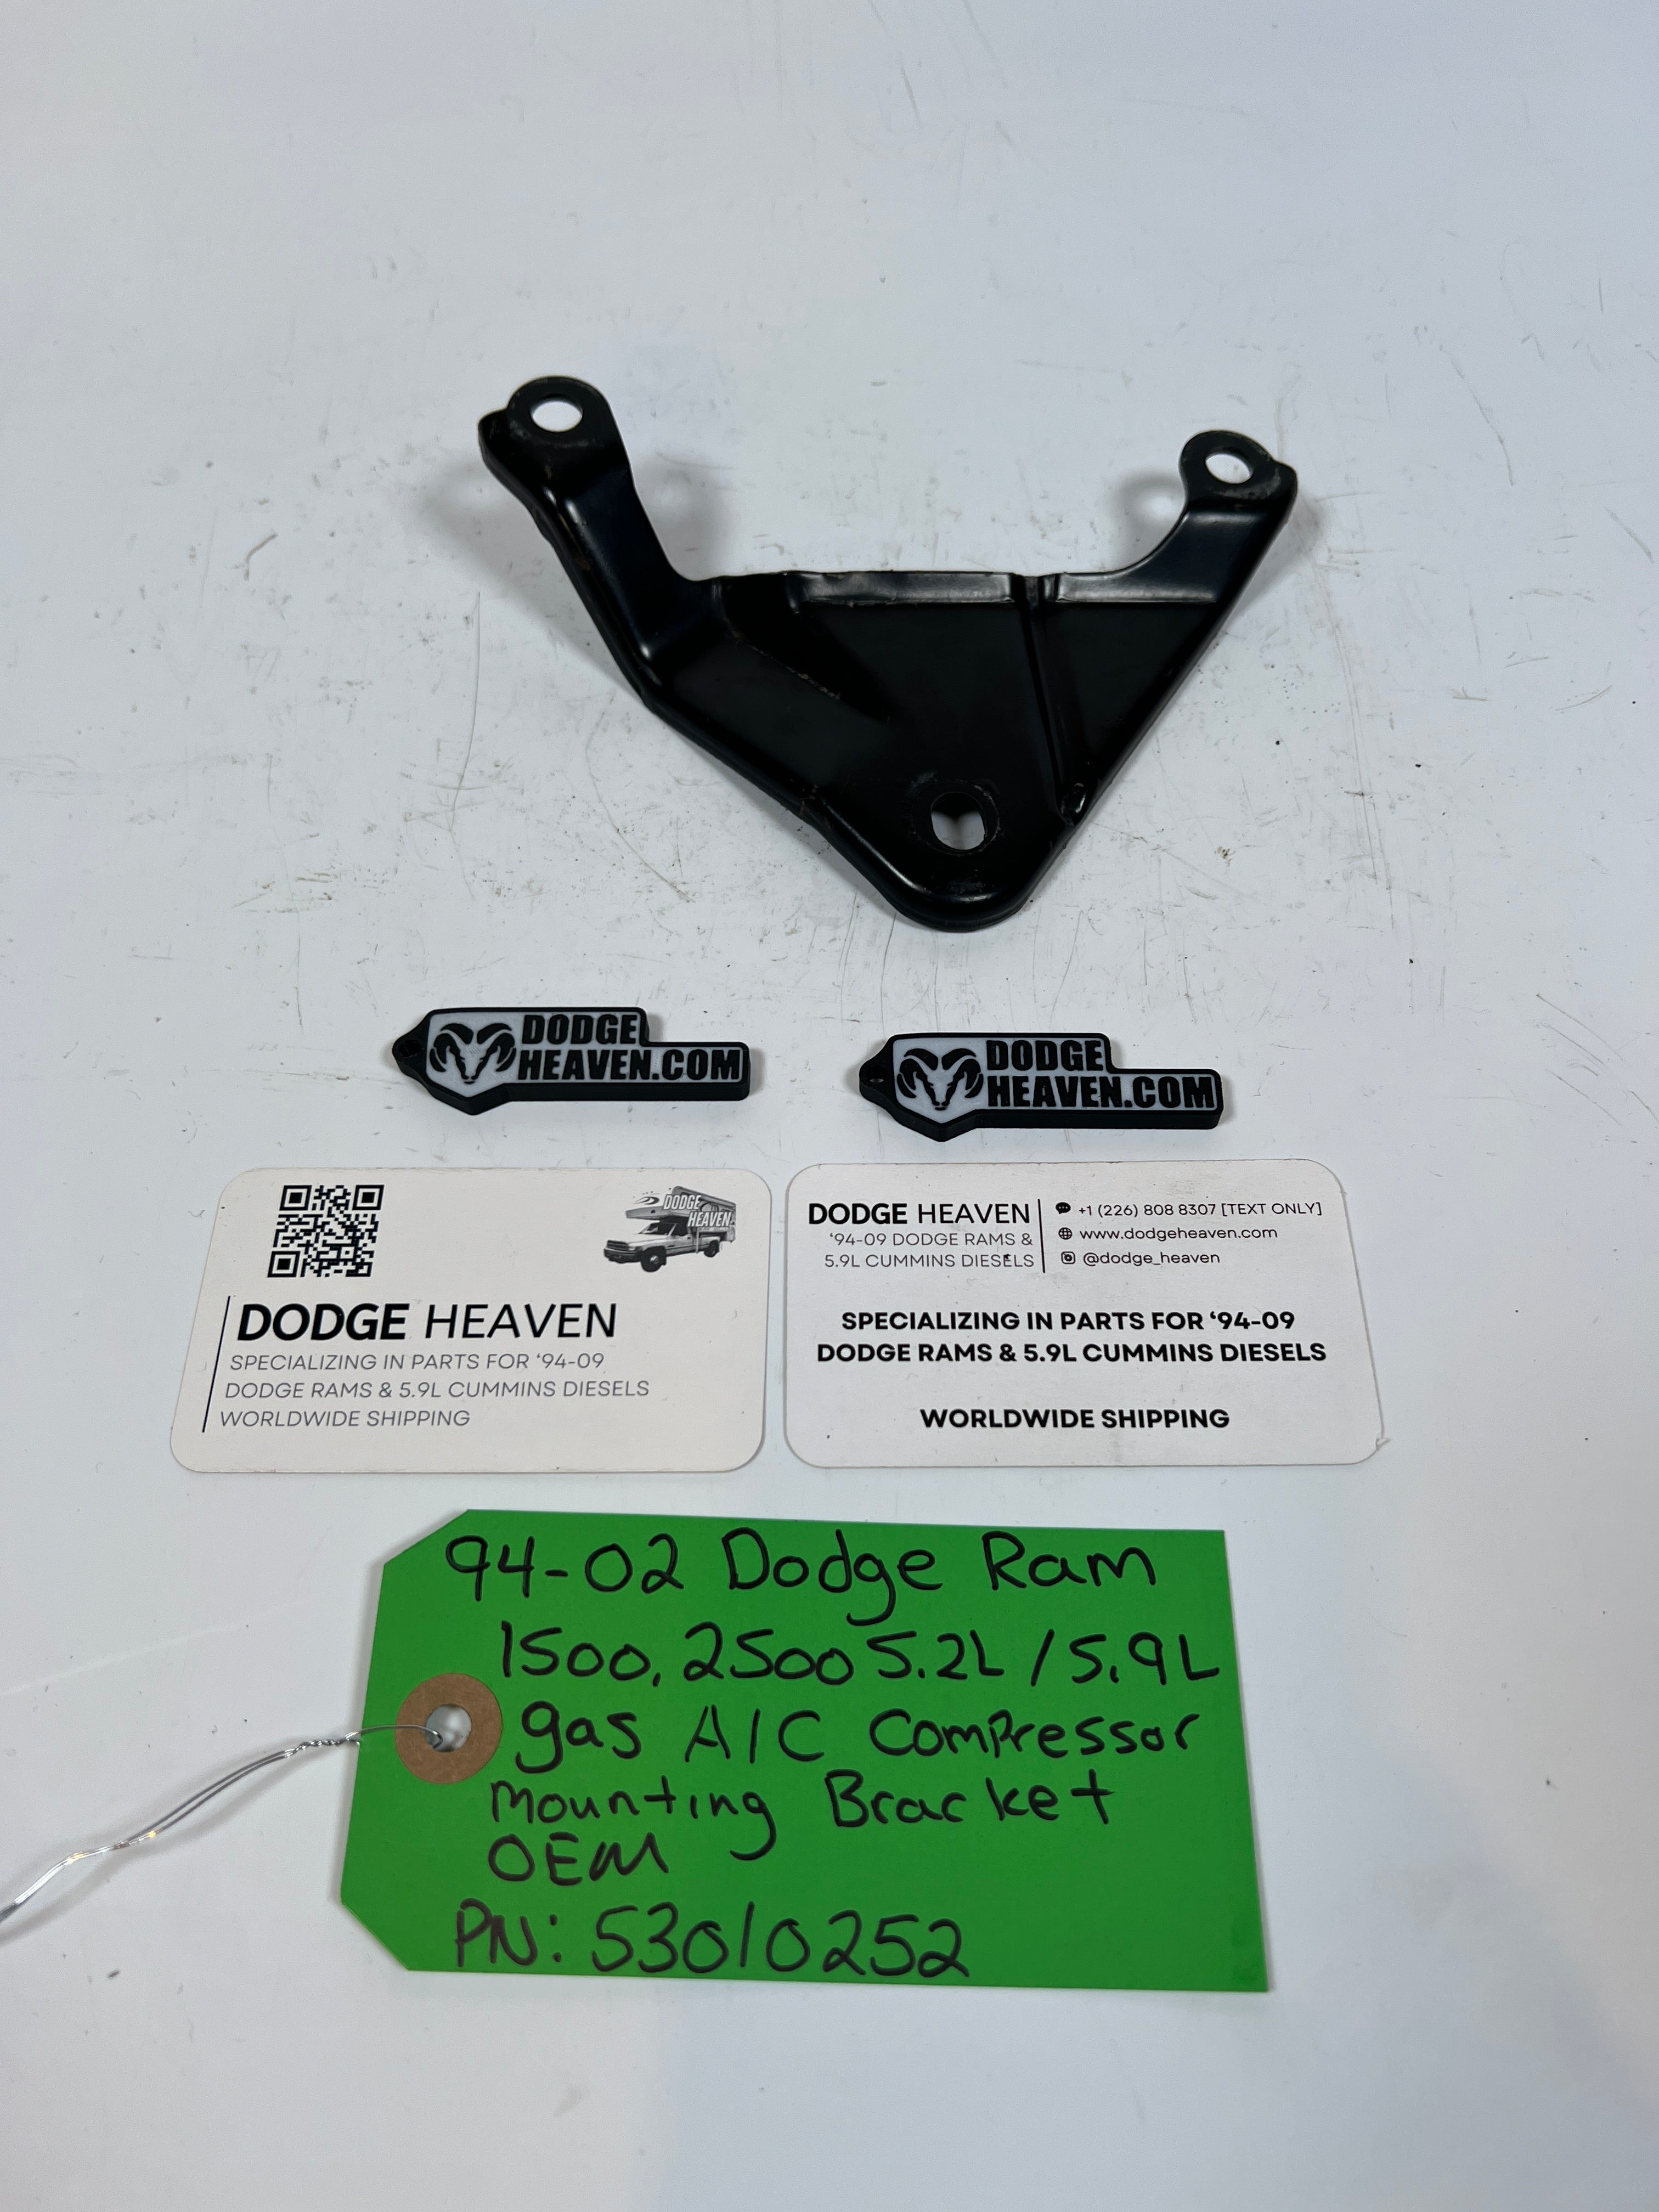 DODGE
HEAVEN.COM
DODGE
HEAVEN.COM
DODGE
HEAVEN
DODGE HEAVEN
SPECIALIZING IN PARTS FOR ‘94-09
DODGE RAMS & 5.9L CUMMINS DIESELS
WORLDWIDE SHIPPING
DODGE HEAVEN
‘94-09 DODGE RAMS &
5.9L CUMMINS DIESELS
+1 (226) 808 8307 [TEXT ONLY]
www.dodgeheaven.com
@dodge_heaven
SPECIALIZING IN PARTS FOR ‘94-09
DODGE RAMS & 5.9L CUMMINS DIESELS
WORLDWIDE SHIPPING
94-02 Dodge Ram
1500, 2500 5.2L / 5.9L
gas A/C Compressor
Mounting Bracket
OEM
PN: 53010252